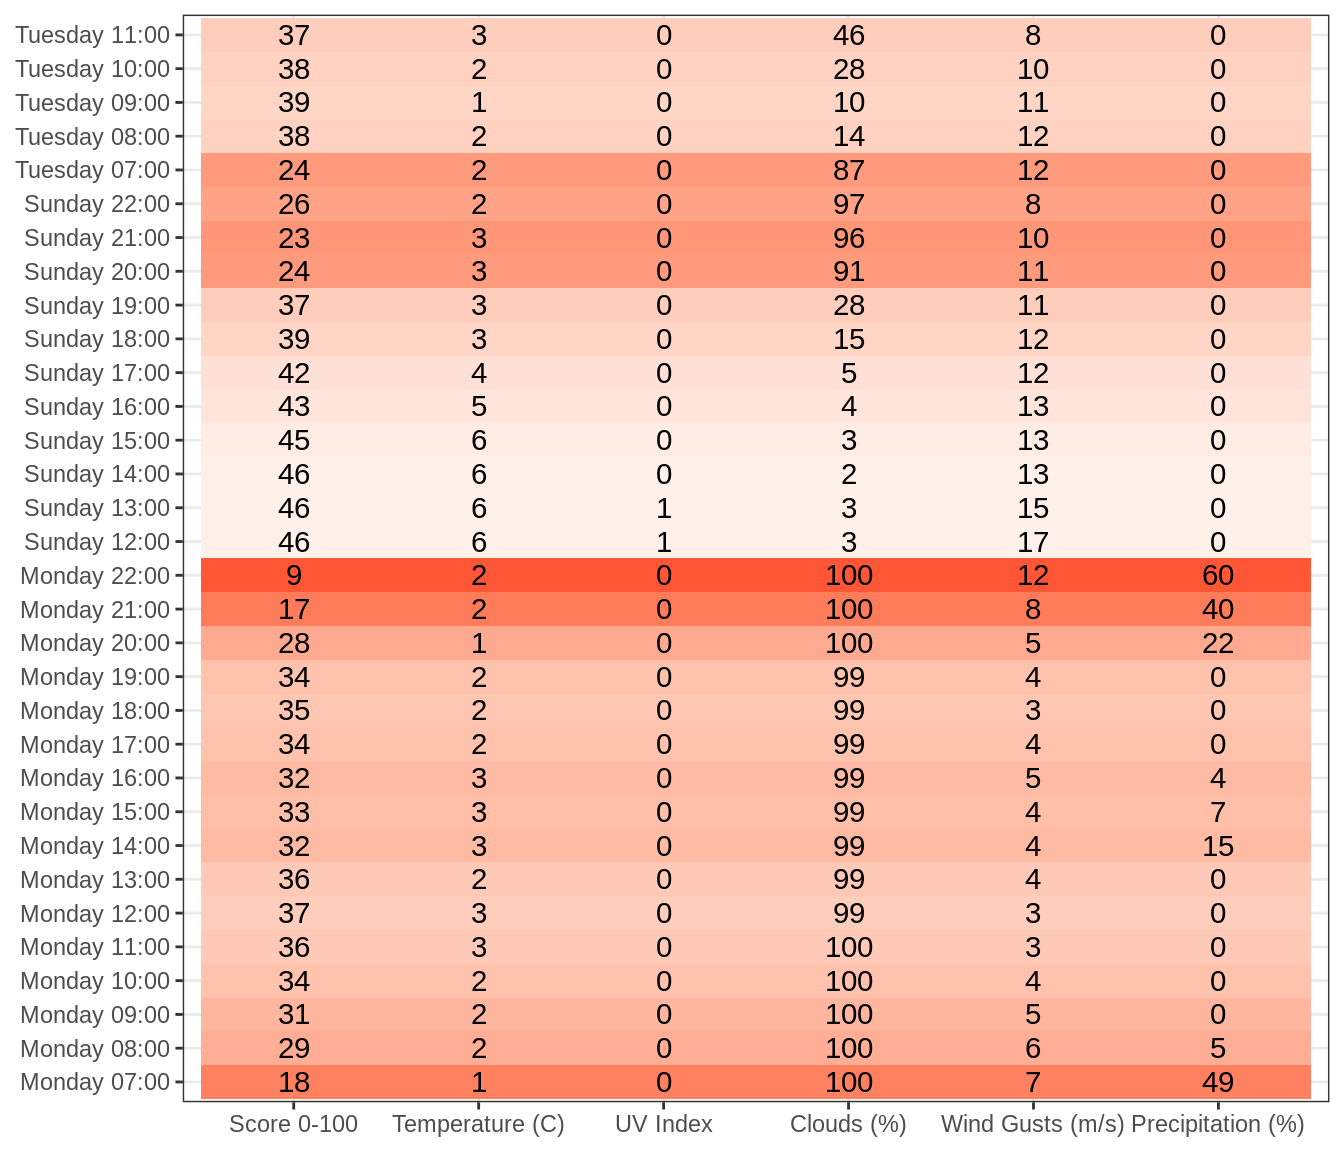 Tuesday 11:00 37 3 0 46 8 0
Tuesday 10:00 38 2 0 28 10 0
Tuesday 09:00 39 1 0 10 11 0
Tuesday 08:00 38 2 0 14 12 0
Tuesday 07:00 24 2 0 87 12 0
Sunday 22:00 26 2 0 97 8 0
Sunday 21:00 23 3 0 96 10 0
Sunday 20:00 24 3 0 91 11 0
Sunday 19:00 37 3 0 28 11 0
Sunday 18:00 39 3 0 15 12 0
Sunday 17:00 42 4 0 5 12 0
Sunday 16:00 43 5 0 4 13 0
Sunday 15:00 45 6 0 3 13 0
Sunday 14:00 46 6 0 2 13 0
Sunday 13:00 46 6 1 3 15 0
Sunday 12:00 46 6 1 3 17 0
Monday 22:00 9 2 0 100 12 60
Monday 21:00 17 2 0 100 8 40
Monday 20:00 28 1 0 100 5 22
Monday 19:00 34 2 0 99 4 0
Monday 18:00 35 2 0 99 3 0
Monday 17:00 34 2 0 99 4 0
Monday 16:00 32 3 0 99 5 4
Monday 15:00 33 3 0 99 4 7
Monday 14:00 32 3 0 99 4 15
Monday 13:00 36 2 0 99 4 0
Monday 12:00 37 3 0 99 3 0
Monday 11:00 36 3 0 100 3 0
Monday 10:00 34 2 0 100 4 0
Monday 09:00 31 2 0 100 5 0
Monday 08:00 29 2 0 100 6 5
Monday 07:00 18 1 0 100 7 49
Score 0-100 Temperature (C) UV Index Clouds (%) Wind Gusts (m/s) Precipitation (%)